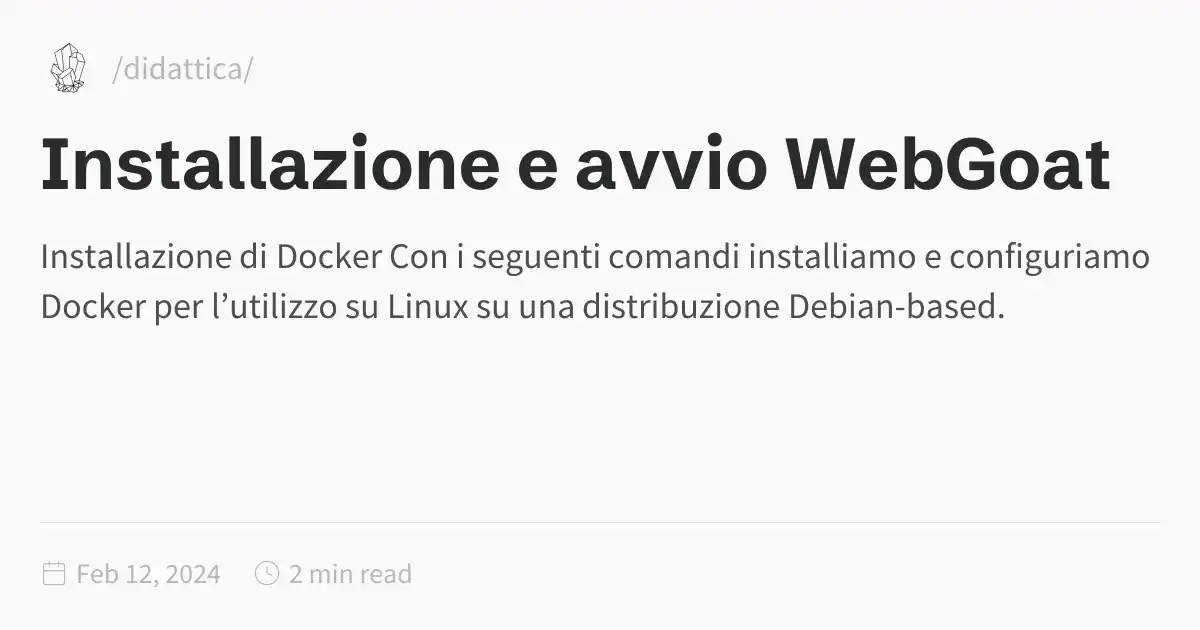 /didattica/
Installazione e avvio WebGoat
Installazione di Docker Con i seguenti comandi installiamo e configuriamo
Docker per l’utilizzo su Linux su una distribuzione Debian-based.
Feb 12, 2024 2 min read